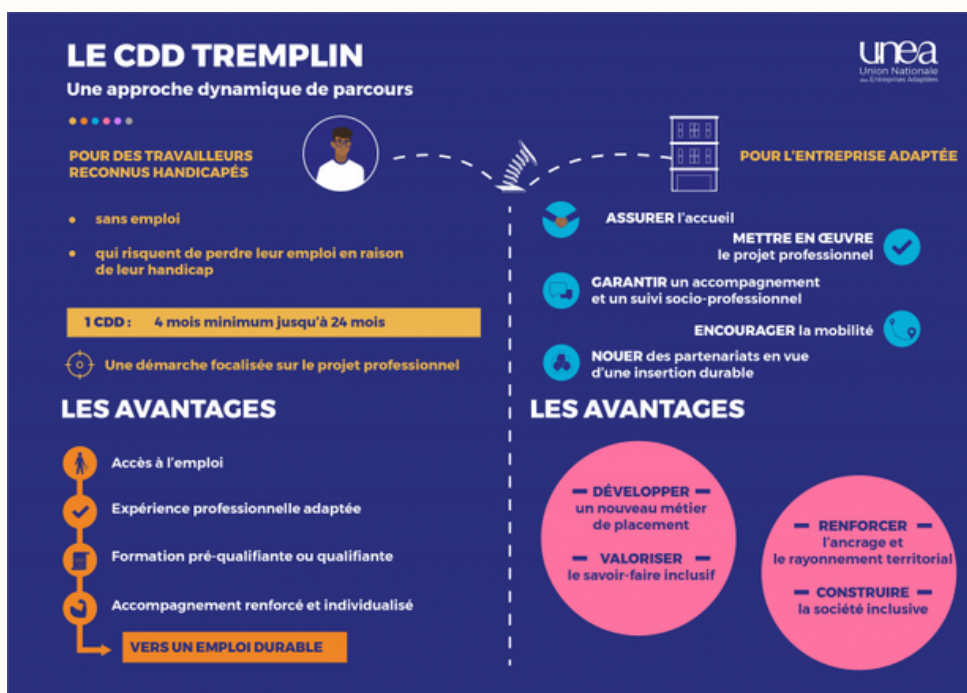 LE CDD TREMPLIN
Une approche dynamique de parcours
unea
Union Nationale
des Entreprises Adaptées
POUR DES TRAVAILLEURS
RECONNUS HANDICAPÉS
sans emploi
qui risquent de perdre leur emploi en raison
de leur handicap
1 CDD : 4 mois minimum jusqu'à 24 mois
Une démarche focalisée sur le projet professionnel
LES AVANTAGES
Accès à l'emploi
Expérience professionnelle adaptée
Formation pré-qualifiante ou qualifiante
Accompagnement renforcé et individualisé
VERS UN EMPLOI DURABLE
POUR L'ENTREPRISE ADAPTÉE
ASSURER l'accueil
METTRE EN ŒUVRE
le projet professionnel
GARANTIR un accompagnement
et un suivi socio-professionnel
ENCOURAGER la mobilité
NOUER des partenariats en vue
d'une insertion durable
LES AVANTAGES
DÉVELOPPER
un nouveau métier
de placement
VALORISER
le savoir-faire inclusif
RENFORCER
l'ancrage et
le rayonnement territorial
CONSTRUIRE
la société inclusive